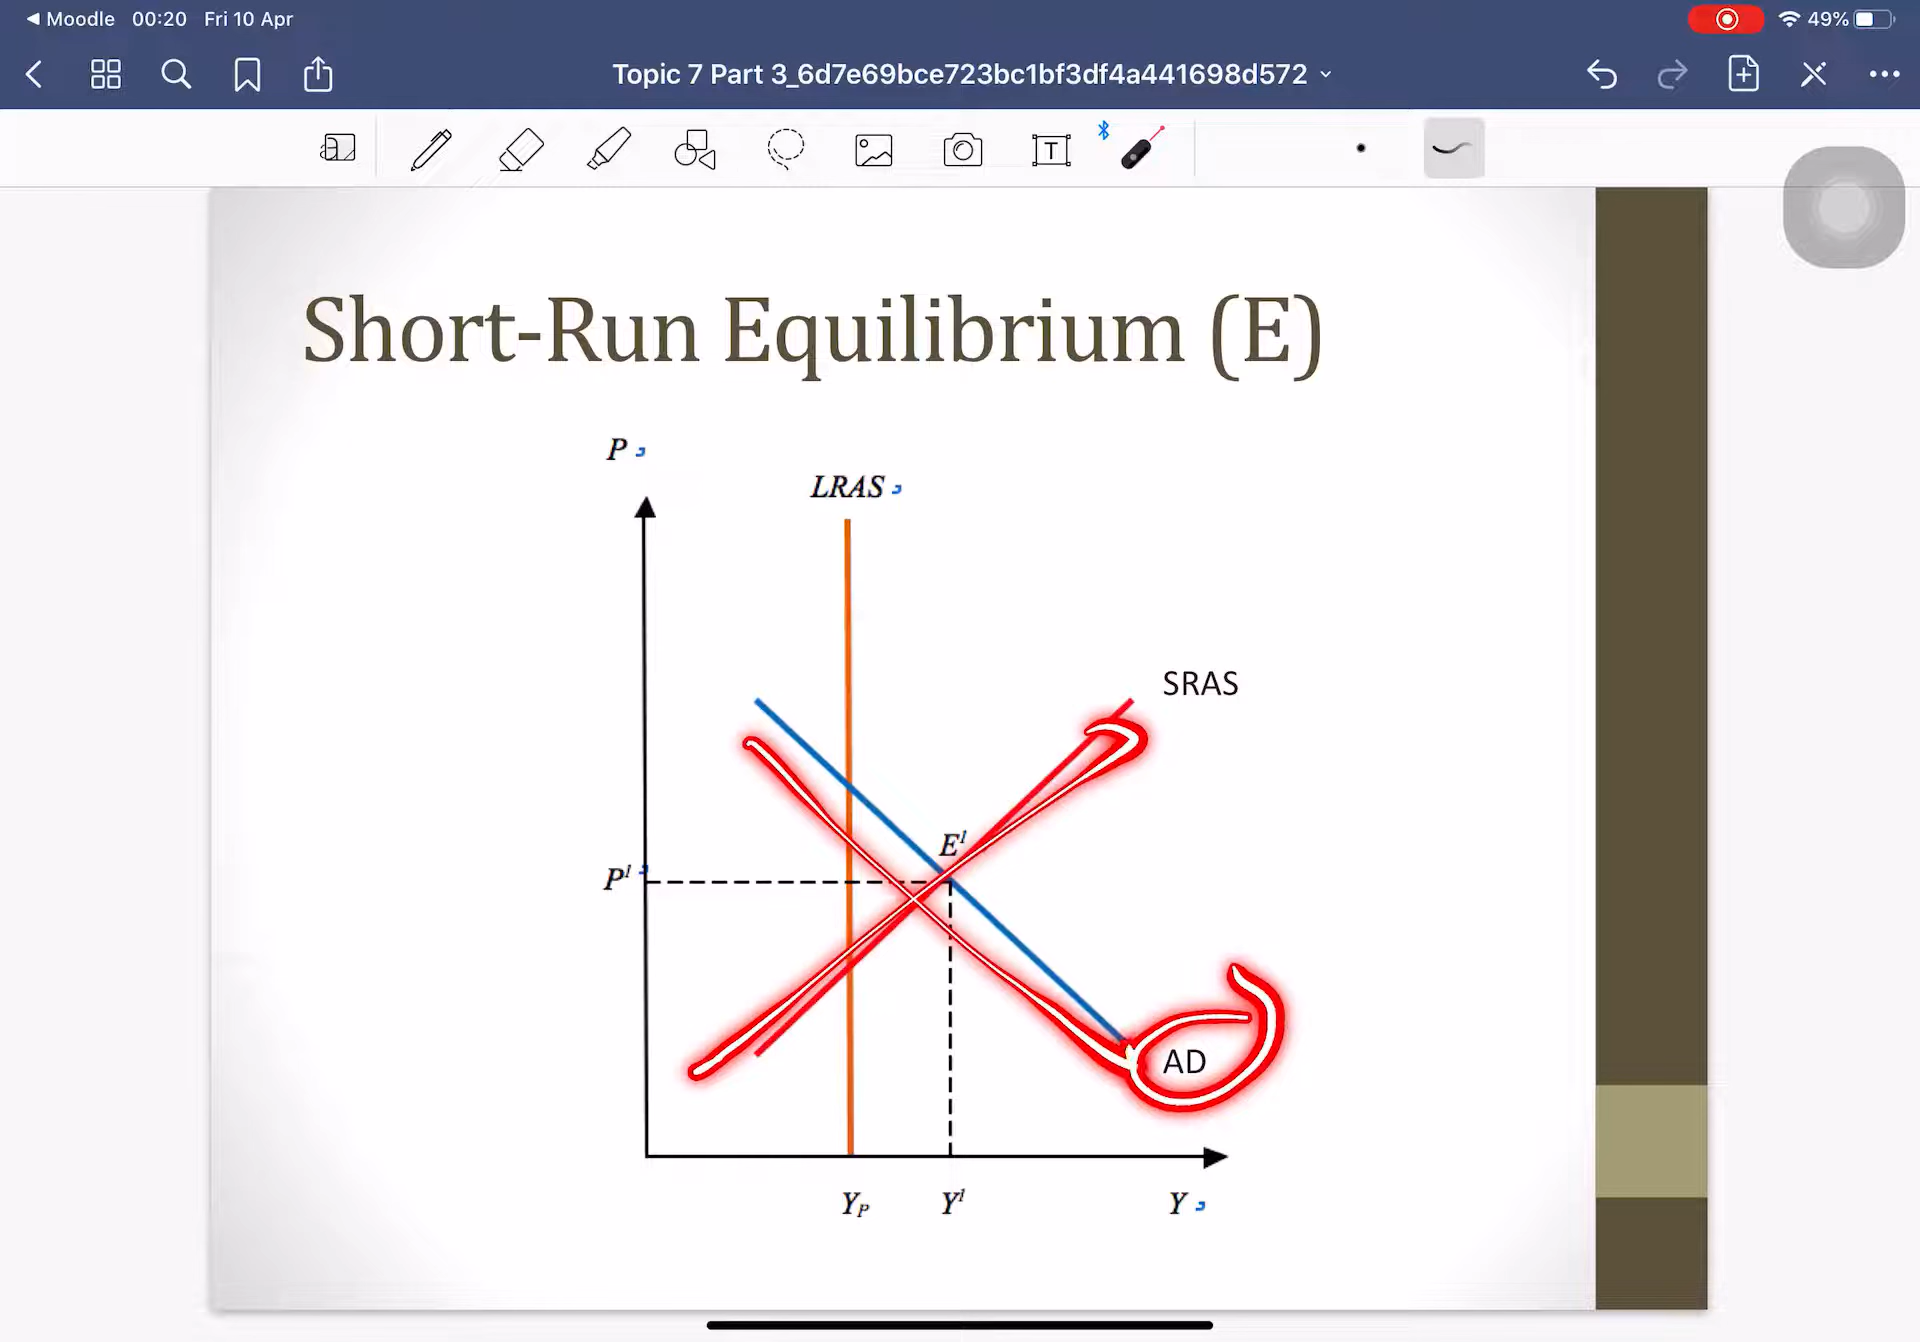 Moodle 00:20 Fri 10 Apr 49%
Topic 7 Part 3_6d7e69bce723bc1bf3df4a441698d572
a T
Short-Run Equilibrium (E)
P
LRAS
SRAS
E¹
P¹
AD
Yₚ Y¹ Y